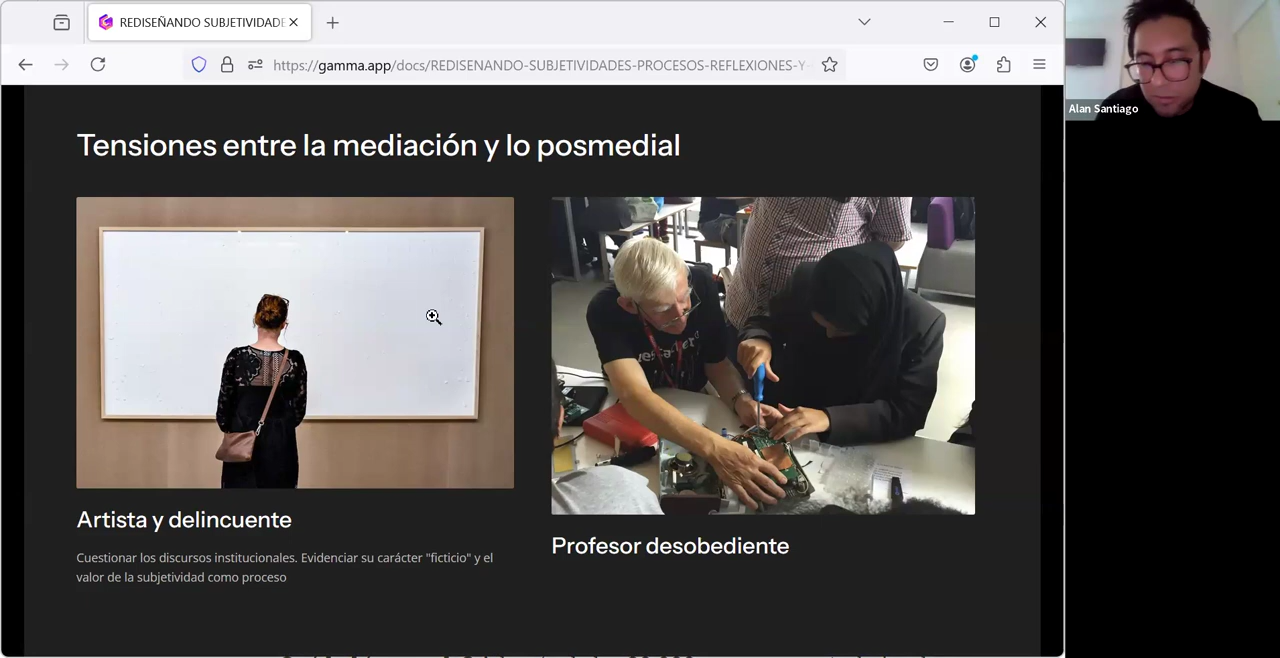 REDISEÑANDO SUBJETIVIDADE
https://gamma.app/docs/REDISENANDO-SUBJETIVIDADES-PROCESOS-REFLEXIONES-Y-
Alan Santiago
Tensiones entre la mediación y lo posmedial
Artista y delincuente
Cuestionar los discursos institucionales. Evidenciar su carácter "ficticio" y el
valor de la subjetividad como proceso
Profesor desobediente